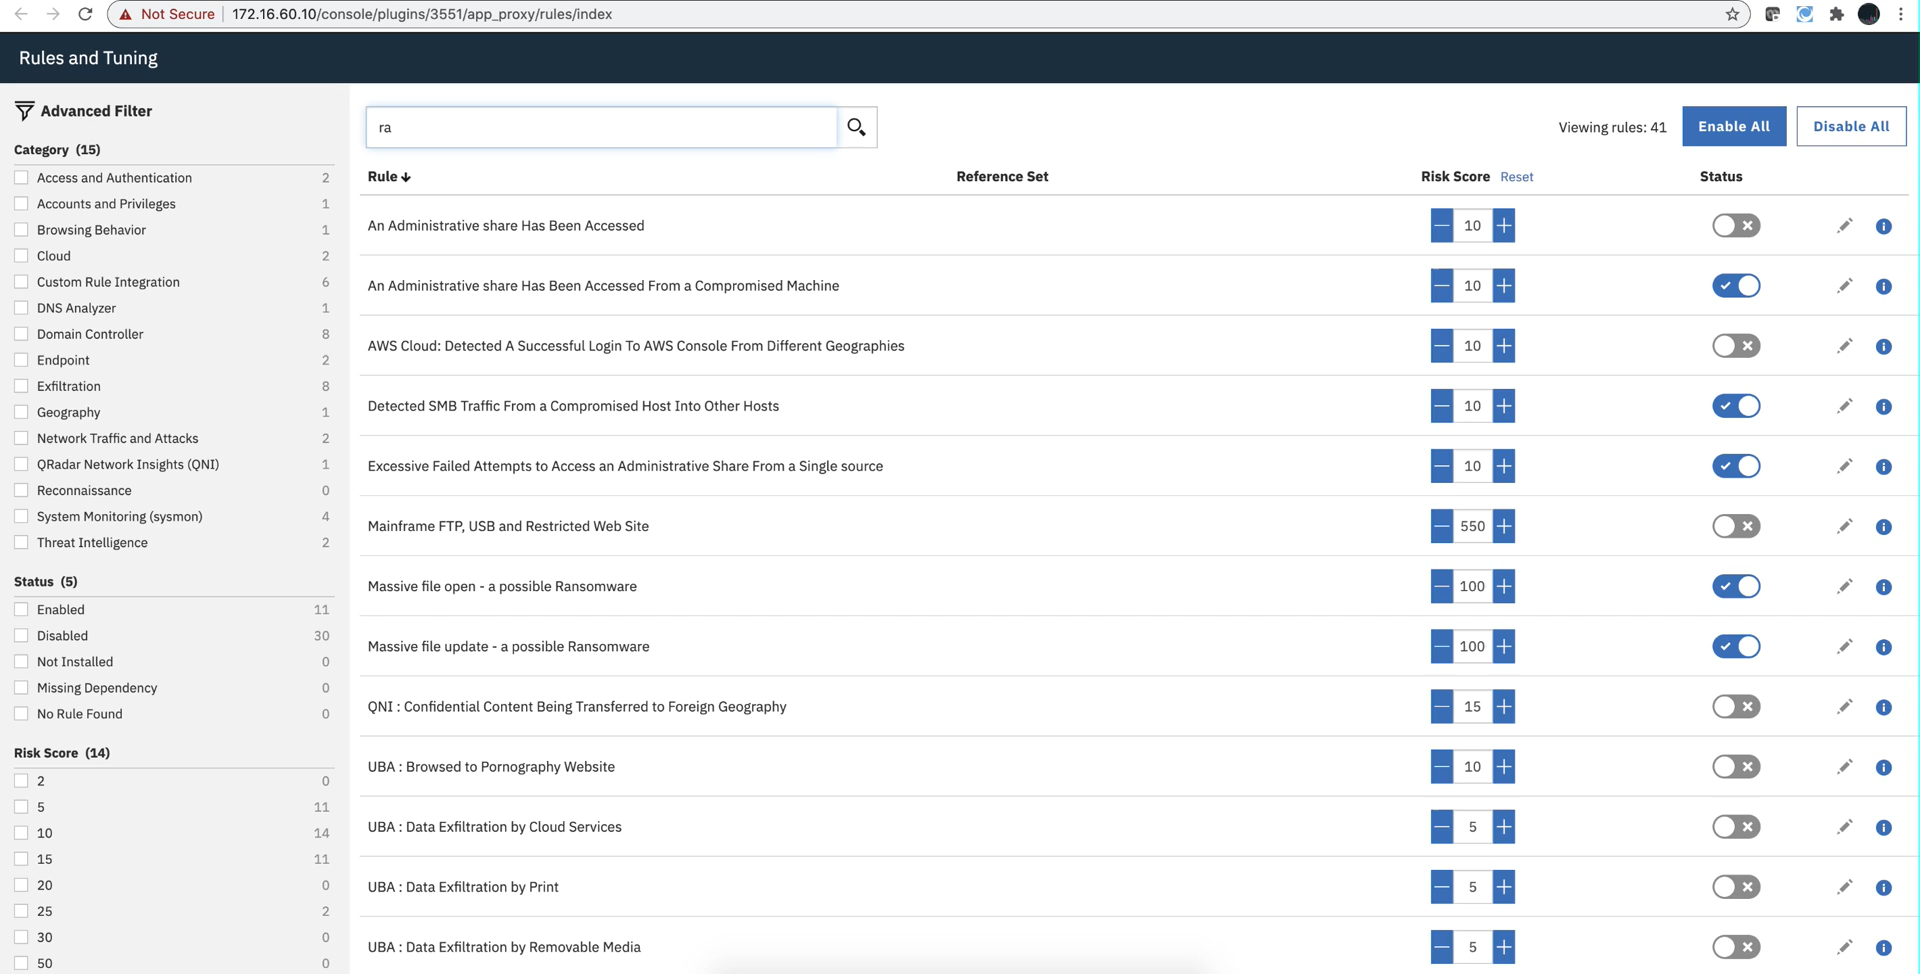 Not Secure | 172.16.60.10/console/plugins/3551/app_proxy/rules/index
Rules and Tuning
Advanced Filter
Category (15)
Access and Authentication 2
Accounts and Privileges 1
Browsing Behavior 1
Cloud 2
Custom Rule Integration 6
DNS Analyzer 1
Domain Controller 8
Endpoint 2
Exfiltration 8
Geography 1
Network Traffic and Attacks 2
QRadar Network Insights (QNI) 1
Reconnaissance 0
System Monitoring (sysmon) 4
Threat Intelligence 2
Status (5)
Enabled 11
Disabled 30
Not Installed 0
Missing Dependency 0
No Rule Found 0
Risk Score (14)
2 0
5 11
10 14
15 11
20 0
25 2
30 0
50 0
ra
Viewing rules: 41 Enable All Disable All
Rule Reference Set Risk Score Reset Status
An Administrative share Has Been Accessed 10
An Administrative share Has Been Accessed From a Compromised Machine 10
AWS Cloud: Detected A Successful Login To AWS Console From Different Geographies 10
Detected SMB Traffic From a Compromised Host Into Other Hosts 10
Excessive Failed Attempts to Access an Administrative Share From a Single source 10
Mainframe FTP, USB and Restricted Web Site 550
Massive file open - a possible Ransomware 100
Massive file update - a possible Ransomware 100
QNI : Confidential Content Being Transferred to Foreign Geography 15
UBA : Browsed to Pornography Website 10
UBA : Data Exfiltration by Cloud Services 5
UBA : Data Exfiltration by Print 5
UBA : Data Exfiltration by Removable Media 5